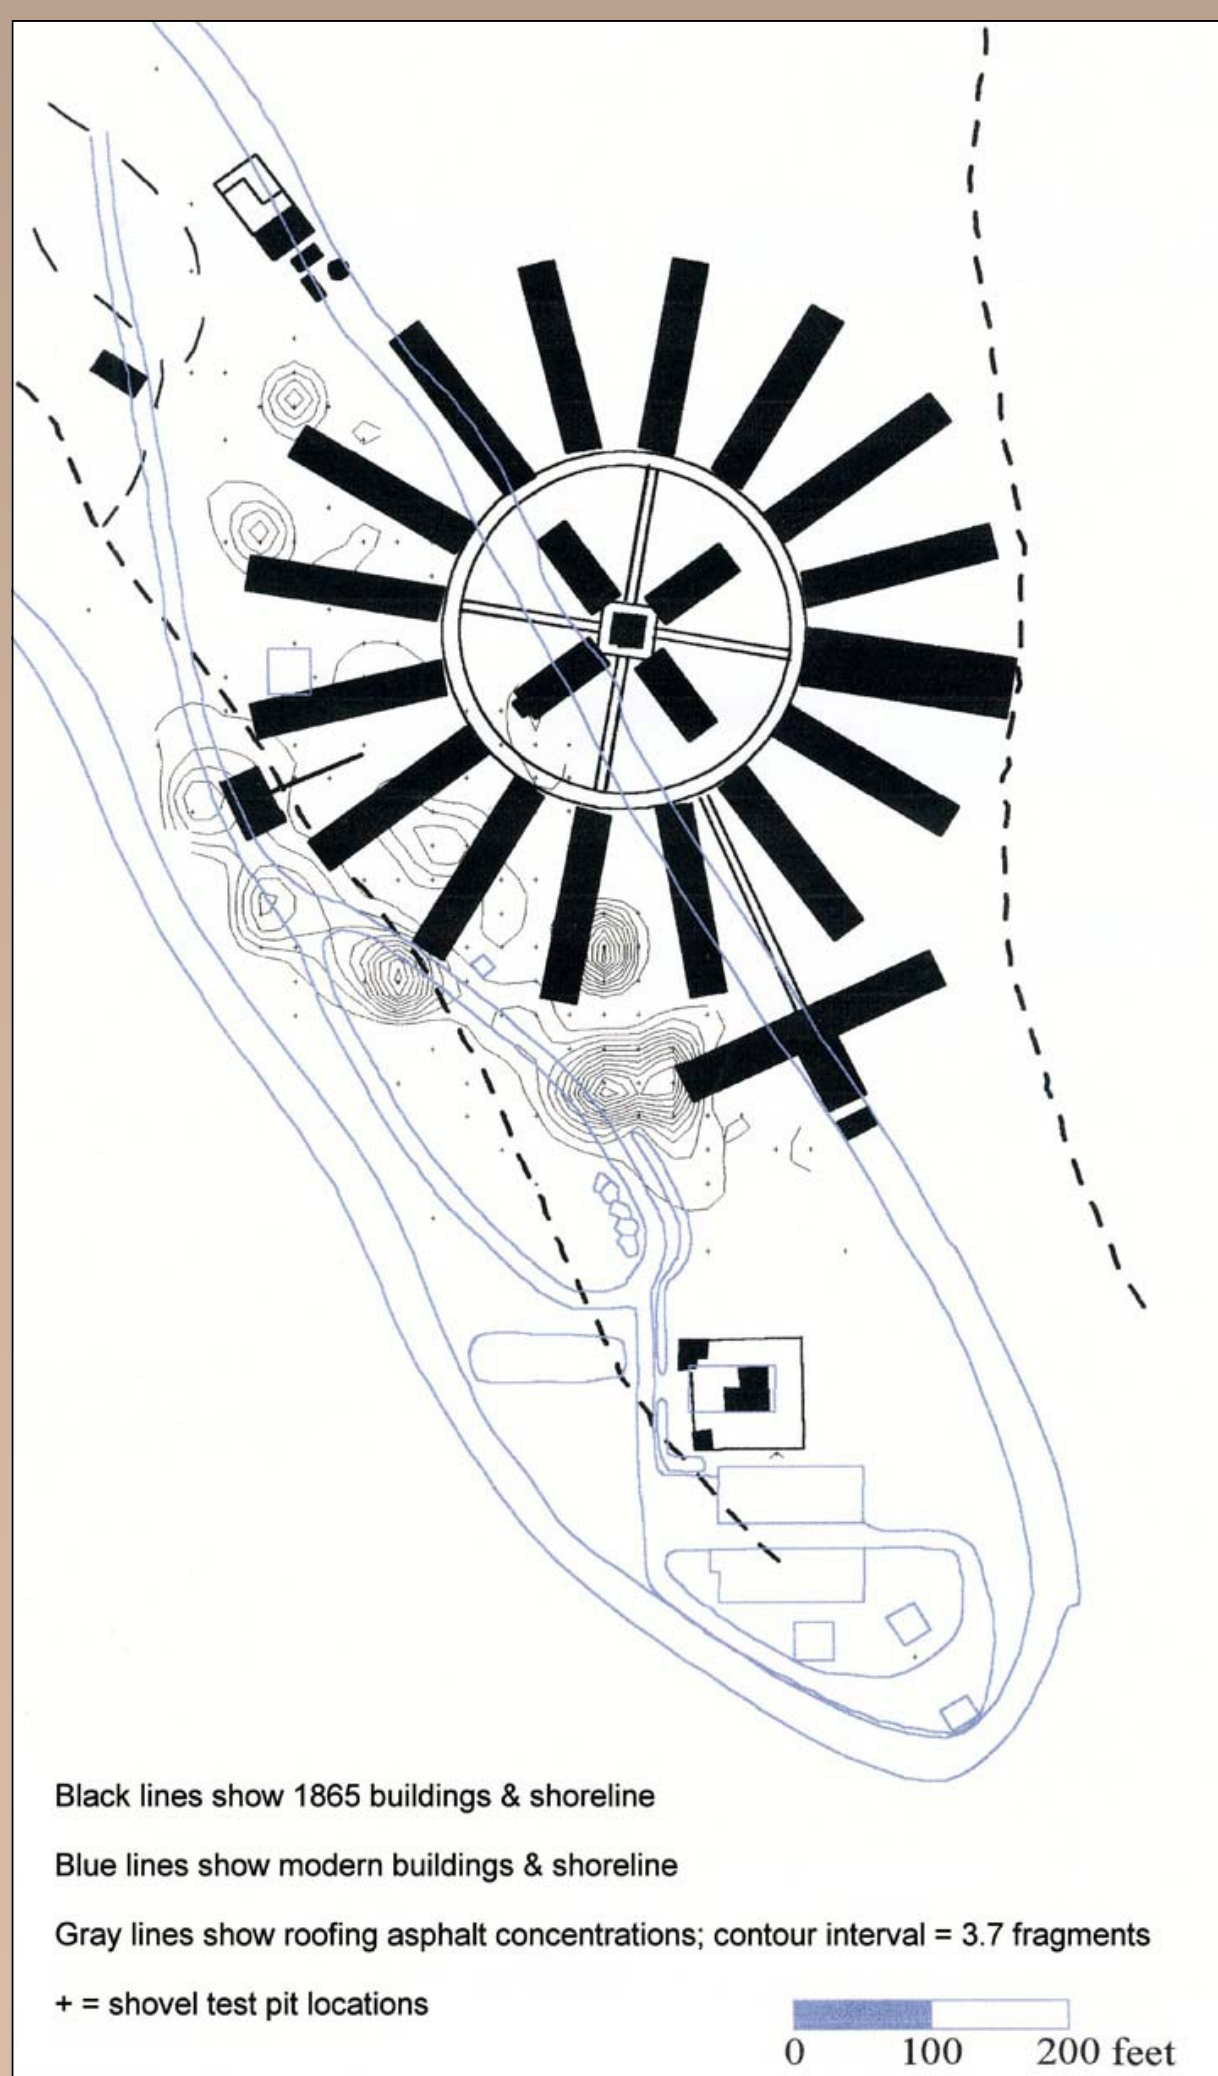 Black lines show 1865 buildings & shoreline
Blue lines show modern buildings & shoreline
Gray lines show roofing asphalt concentrations; contour interval = 3.7 fragments
+ = shovel test pit locations
0 100 200 feet